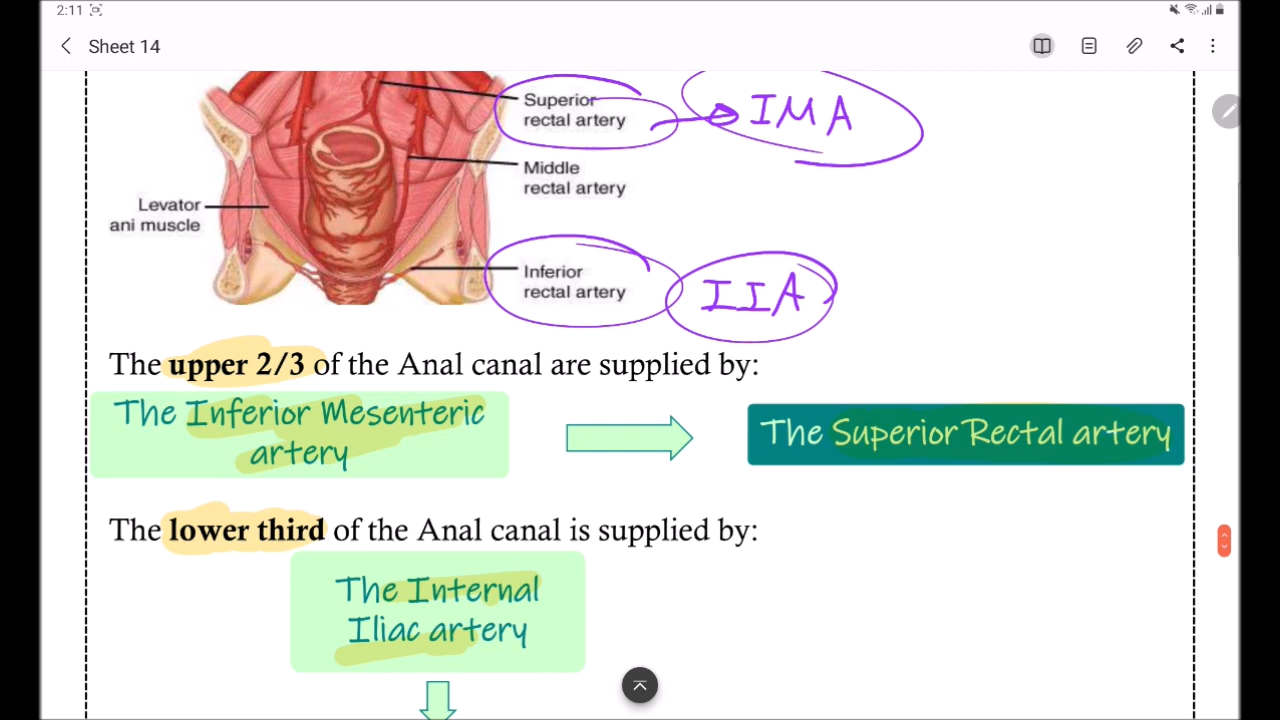 2:11
Sheet 14
Superior
rectal artery
IMA
Middle
rectal artery
Levator
ani muscle
Inferior
rectal artery
IIA
The upper 2/3 of the Anal canal are supplied by:
The Inferior Mesenteric
artery
The Superior Rectal artery
The lower third of the Anal canal is supplied by:
The Internal
Iliac artery